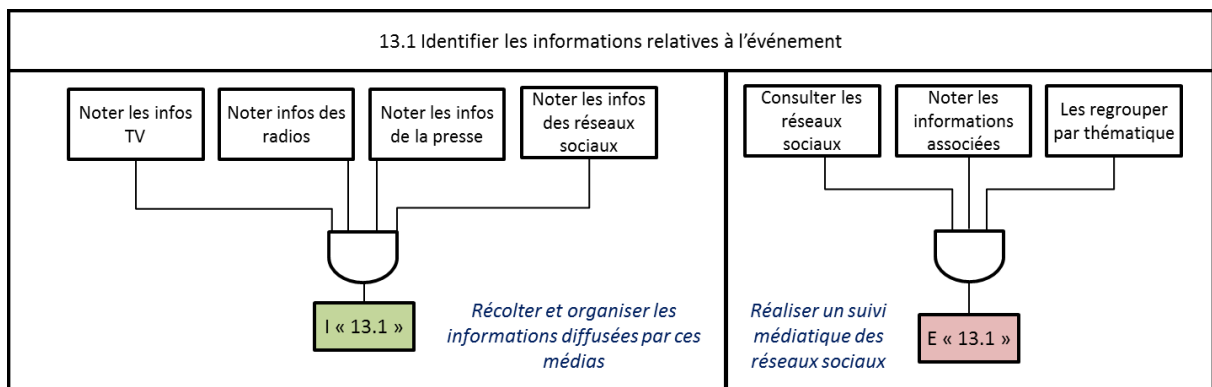 13.1 Identifier les informations relatives à l’événement
Noter les infos
TV
Noter infos des
radios
Noter les infos
de la presse
Noter les infos
des réseaux
sociaux
I « 13.1 »
Récolter et organiser les
informations diffusées par ces
médias
Consulter les
réseaux
sociaux
Noter les
informations
associées
Les regrouper
par thématique
Réaliser un suivi
médiatique des
réseaux sociaux
E « 13.1 »